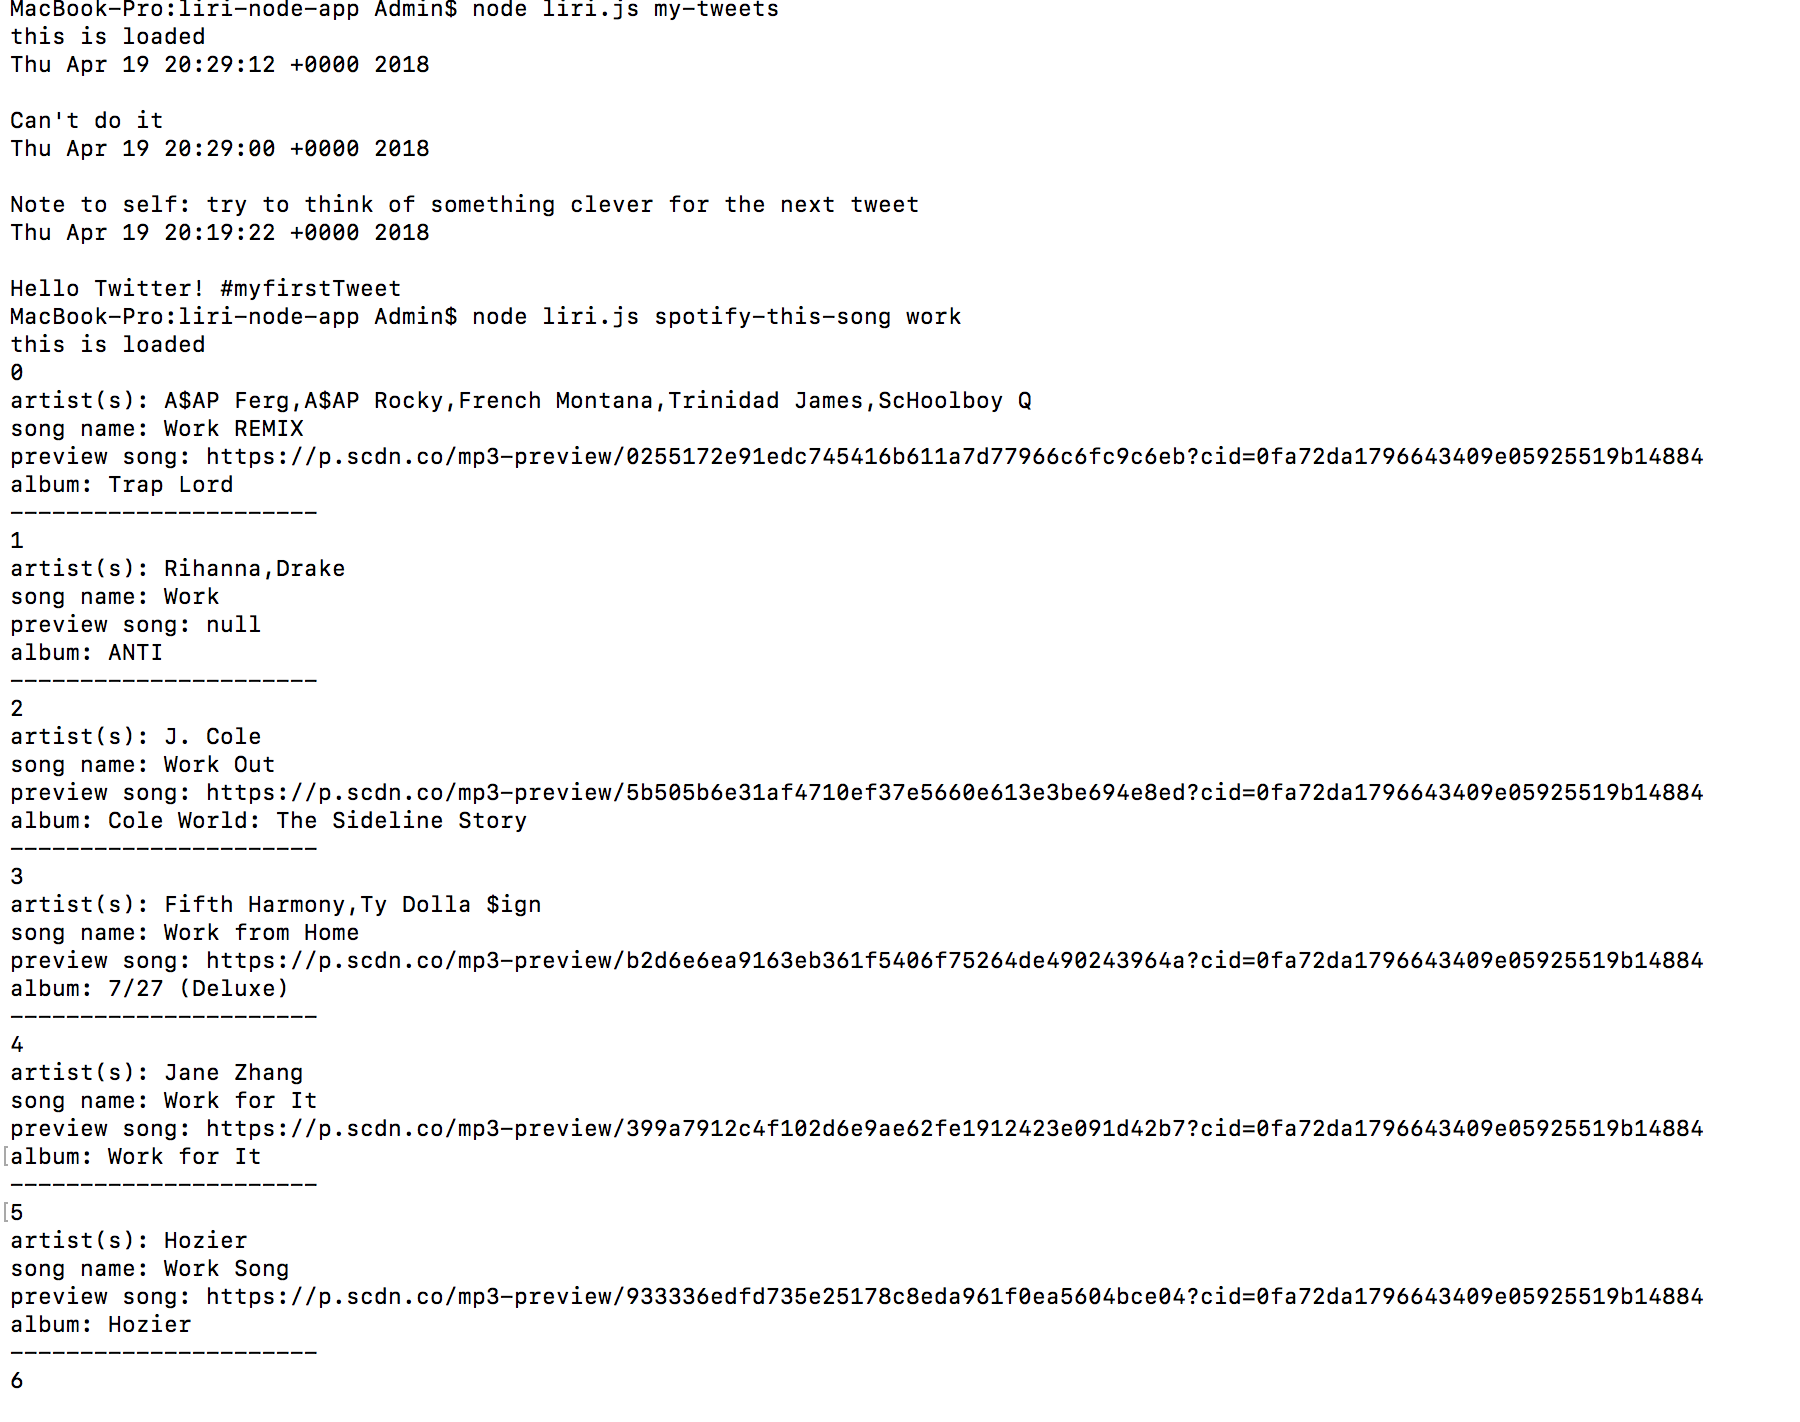 MacBook-Pro:liri-node-app Admin$ node liri.js my-tweets
this is loaded
Thu Apr 19 20:29:12 +0000 2018
Can't do it
Thu Apr 19 20:29:00 +0000 2018
Note to self: try to think of something clever for the next tweet
Thu Apr 19 20:19:22 +0000 2018
Hello Twitter! #myfirstTweet
MacBook-Pro:liri-node-app Admin$ node liri.js spotify-this-song work
this is loaded
0
artist(s): A$AP Ferg,A$AP Rocky,French Montana,Trinidad James,ScHoolboy Q
song name: Work REMIX
preview song: https://p.scdn.co/mp3-preview/0255172e91edc745416b611a7d77966c6fc9c6eb?cid=0fa72da1796643409e05925519b14884
album: Trap Lord
----------------------
1
artist(s): Rihanna,Drake
song name: Work
preview song: null
album: ANTI
----------------------
2
artist(s): J. Cole
song name: Work Out
preview song: https://p.scdn.co/mp3-preview/5b505b6e31af4710ef37e5660e613e3be694e8ed?cid=0fa72da1796643409e05925519b14884
album: Cole World: The Sideline Story
----------------------
3
artist(s): Fifth Harmony,Ty Dolla $ign
song name: Work from Home
preview song: https://p.scdn.co/mp3-preview/b2d6e6ea9163eb361f5406f75264de490243964a?cid=0fa72da1796643409e05925519b14884
album: 7/27 (Deluxe)
----------------------
4
artist(s): Jane Zhang
song name: Work for It
preview song: https://p.scdn.co/mp3-preview/399a7912c4f102d6e9ae62fe1912423e091d42b7?cid=0fa72da1796643409e05925519b14884
[album: Work for It
----------------------
[5
artist(s): Hozier
song name: Work Song
preview song: https://p.scdn.co/mp3-preview/933336edfd735e25178c8eda961f0ea5604bce04?cid=0fa72da1796643409e05925519b14884
album: Hozier
----------------------
6